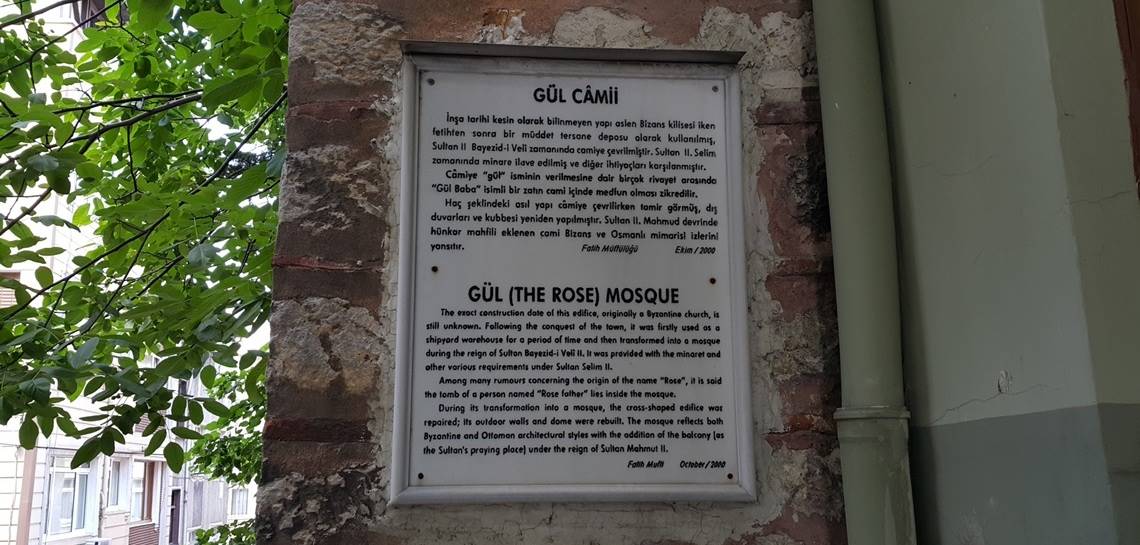 GÜL CÂMİİ
İnşa tarihi kesin olarak bilinmeyen yapı aslen Bizans kilisesi iken
fetihten sonra bir müddet tersane deposu olarak kullanılmış,
Sultan II Bayezid-i Veli zamanında camiye çevrilmiştir. Sultan II. Selim
zamanında minare ilave edilmiş ve diğer ihtiyaçları karşılanmıştır.
Câmiye "gül" isminin verilmesine dair birçok rivayet arasında
"Gül Baba" isimli bir zatın cami içinde medfun olması zikredilir.
Haç şeklindeki asıl yapı câmiye çevrilirken tamir görmüş, dış
duvarları ve kubbesi yeniden yapılmıştır. Sultan II. Mahmud devrinde
hünkar mahfili eklenen cami Bizans ve Osmanlı mimarisi izlerini
yansıtır. Fatih Müftülüğü Ekim / 2000
GÜL (THE ROSE) MOSQUE
The exact construction date of this edifice, originally a Byzantine church, is
still unknown. Following the conquest of the town, it was firstly used as a
shipyard warehouse for a period of time and then transformed into a mosque
during the reign of Sultan Bayezid-i Velî II. It was provided with the minaret and
other various requirements under Sultan Selim II.
Among many rumours concerning the origin of the name "Rose", it is said
the tomb of a person named "Rose father" lies inside the mosque.
During its transformation into a mosque, the cross-shaped edifice was
repaired; its outdoor walls and dome were rebuilt. The mosque reflects both
Byzantine and Ottoman architectural styles with the addition of the balcony (as
the Sultan's praying place) under the reign of Sultan Mahmut II.
Fatih Mufti October / 2000